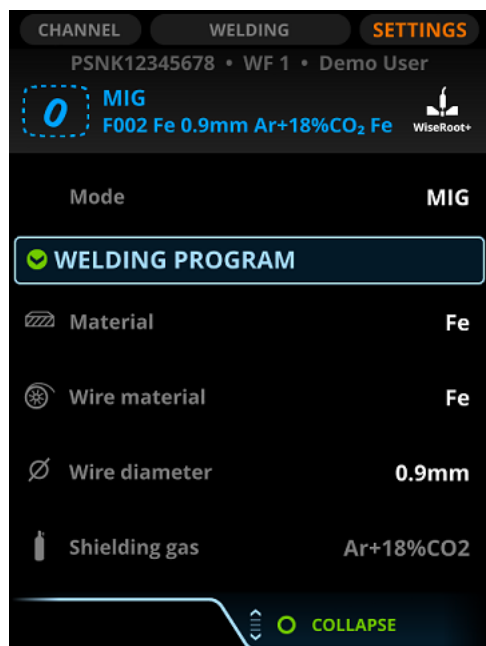 CHANNEL WELDING SETTINGS
PSNK12345678 • WF 1 • Demo User
0 MIG
F002 Fe 0.9mm Ar+18%CO₂ Fe WiseRoot+
Mode MIG
WELDING PROGRAM
Material Fe
Wire material Fe
Wire diameter 0.9mm
Shielding gas Ar+18%CO2
COLLAPSE